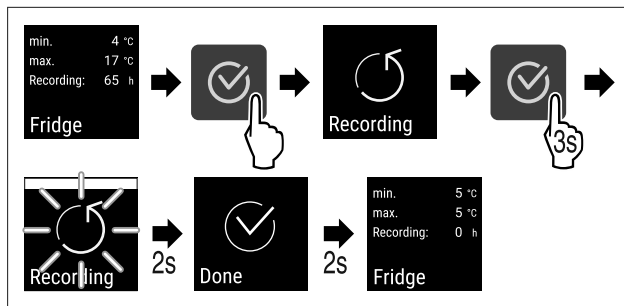 min. 4 °C
max. 17 °C
Recording: 65 h
Fridge
Recording
3s
Recording
2s
Done
2s
min. 5 °C
max. 5 °C
Recording: 0 h
Fridge